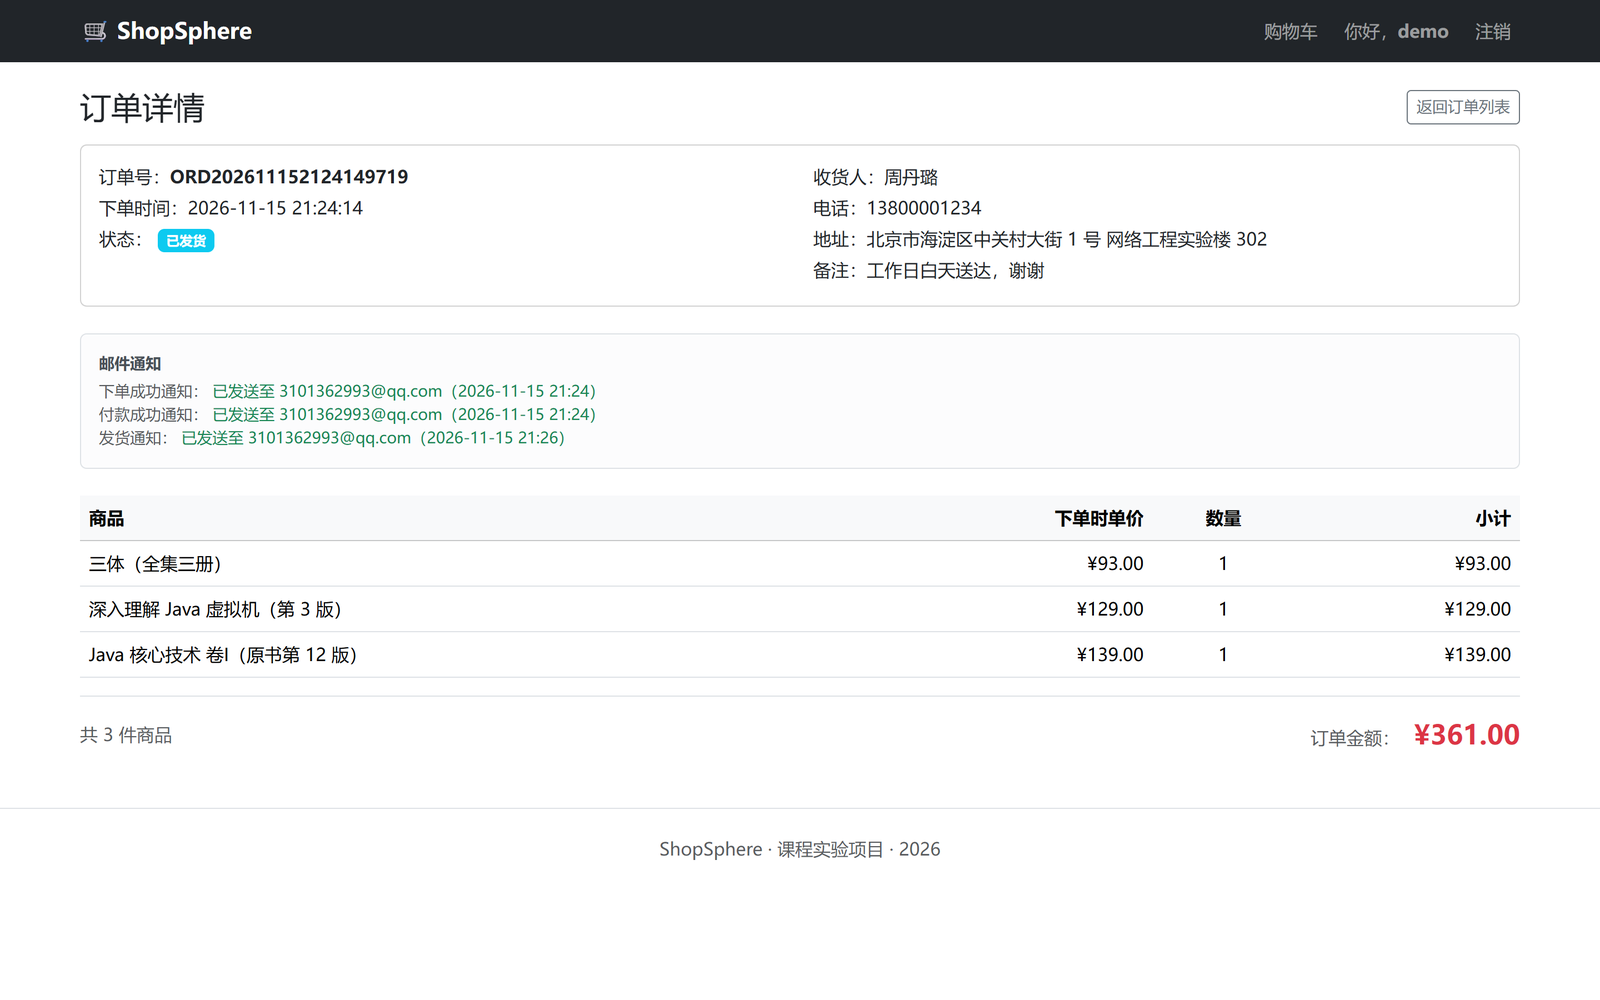 ShopSphere
购物车 你好，demo 注销
订单详情
返回订单列表
订单号：ORD202611152124149719
下单时间：2026-11-15 21:24:14
状态： 已发货
收货人：周丹璐
电话：13800001234
地址：北京市海淀区中关村大街 1 号 网络工程实验楼 302
备注：工作日白天送达，谢谢
邮件通知
下单成功通知： 已发送至 3101362993@qq.com（2026-11-15 21:24）
付款成功通知： 已发送至 3101362993@qq.com（2026-11-15 21:24）
发货通知： 已发送至 3101362993@qq.com（2026-11-15 21:26）
商品 下单时单价 数量 小计
三体（全集三册） ¥93.00 1 ¥93.00
深入理解 Java 虚拟机（第 3 版） ¥129.00 1 ¥129.00
Java 核心技术 卷I（原书第 12 版） ¥139.00 1 ¥139.00
共 3 件商品
订单金额： ¥361.00
ShopSphere · 课程实验项目 · 2026